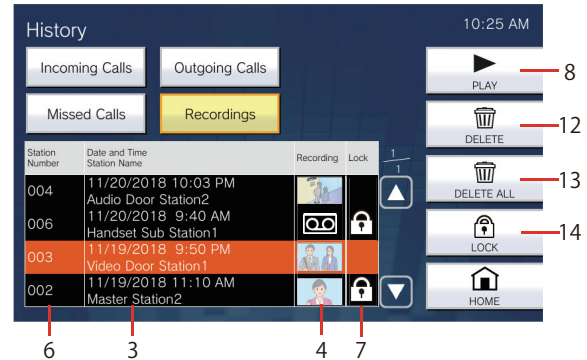 History
10:25 AM
Incoming Calls
Outgoing Calls
Missed Calls
Recordings
PLAY
DELETE
DELETE ALL
LOCK
HOME
8
12
13
14
Station
Number
Date and Time
Station Name
Recording
Lock
1
1
004
11/20/2018 10:03 PM
Audio Door Station2
006
11/20/2018 9:40 AM
Handset Sub Station1
003
11/19/2018 9:50 PM
Video Door Station1
002
11/19/2018 11:10 AM
Master Station2
6
3
4
7